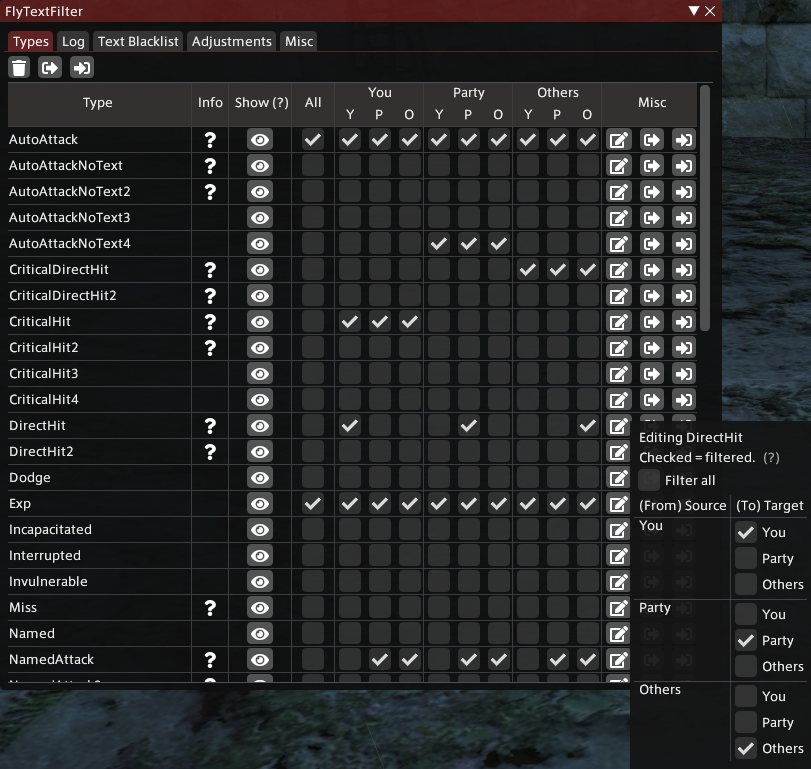 FlyTextFilter
Types Log Text Blacklist Adjustments Misc
Type Info Show (?) All You Party Others Misc
Y P O Y P O Y P O
AutoAttack ?
AutoAttackNoText ?
AutoAttackNoText2 ?
AutoAttackNoText3
AutoAttackNoText4
CriticalDirectHit ?
CriticalDirectHit2 ?
CriticalHit ?
CriticalHit2 ?
CriticalHit3
CriticalHit4
DirectHit ?
DirectHit2 ?
Dodge
Exp
Incapacitated
Interrupted
Invulnerable
Miss ?
Named
NamedAttack ?
Editing DirectHit
Checked = filtered. (?)
Filter all
(From) Source (To) Target
You
You
Party
Others
Party
You
Party
Others
Others
You
Party
Others